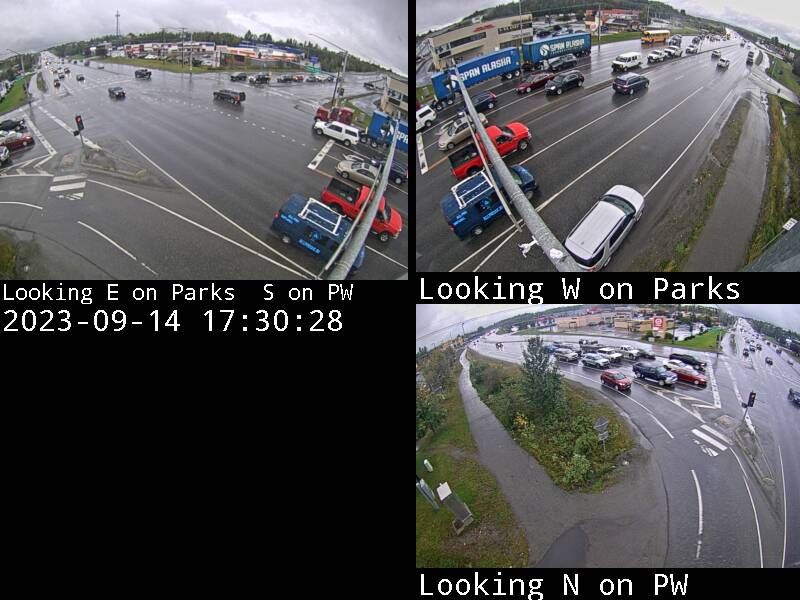 Looking E on Parks  S on PW
2023-09-14 17:30:28
SPAN ALASKA
SPAN ALASKA
Looking W on Parks
Looking N on PW